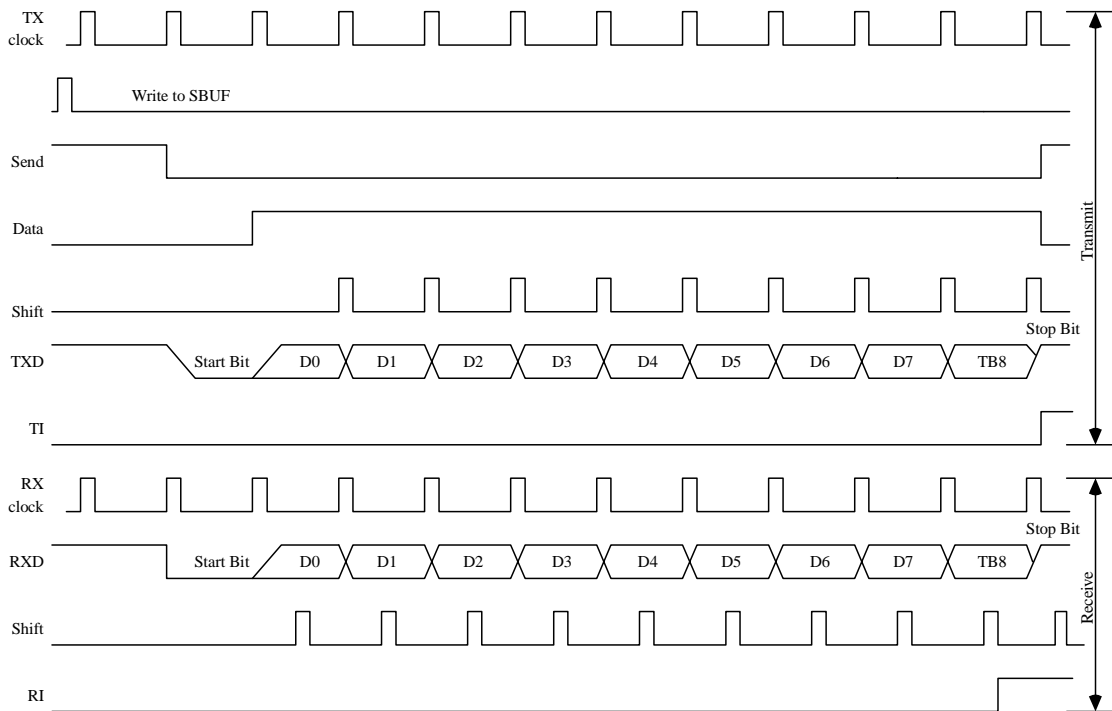 TX
clock
Write to SBUF
Send
Data
Transmit
Shift
Stop Bit
TXD
Start Bit
D0
D1
D2
D3
D4
D5
D6
D7
TB8
TI
RX
clock
Stop Bit
RXD
Start Bit
D0
D1
D2
D3
D4
D5
D6
D7
TB8
Receive
Shift
RI